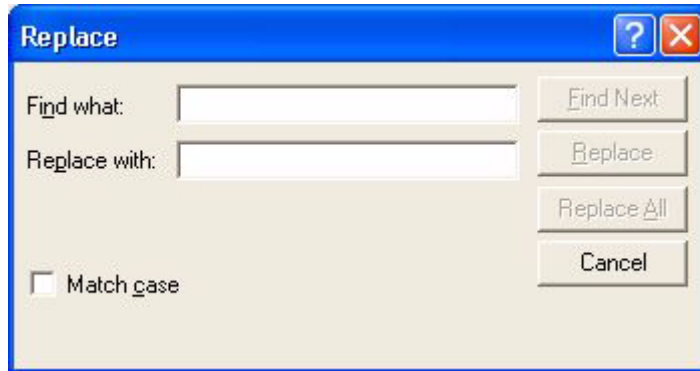 Replace ?
Find what:
Find Next
Replace with:
Replace
Replace All
Cancel
Match case